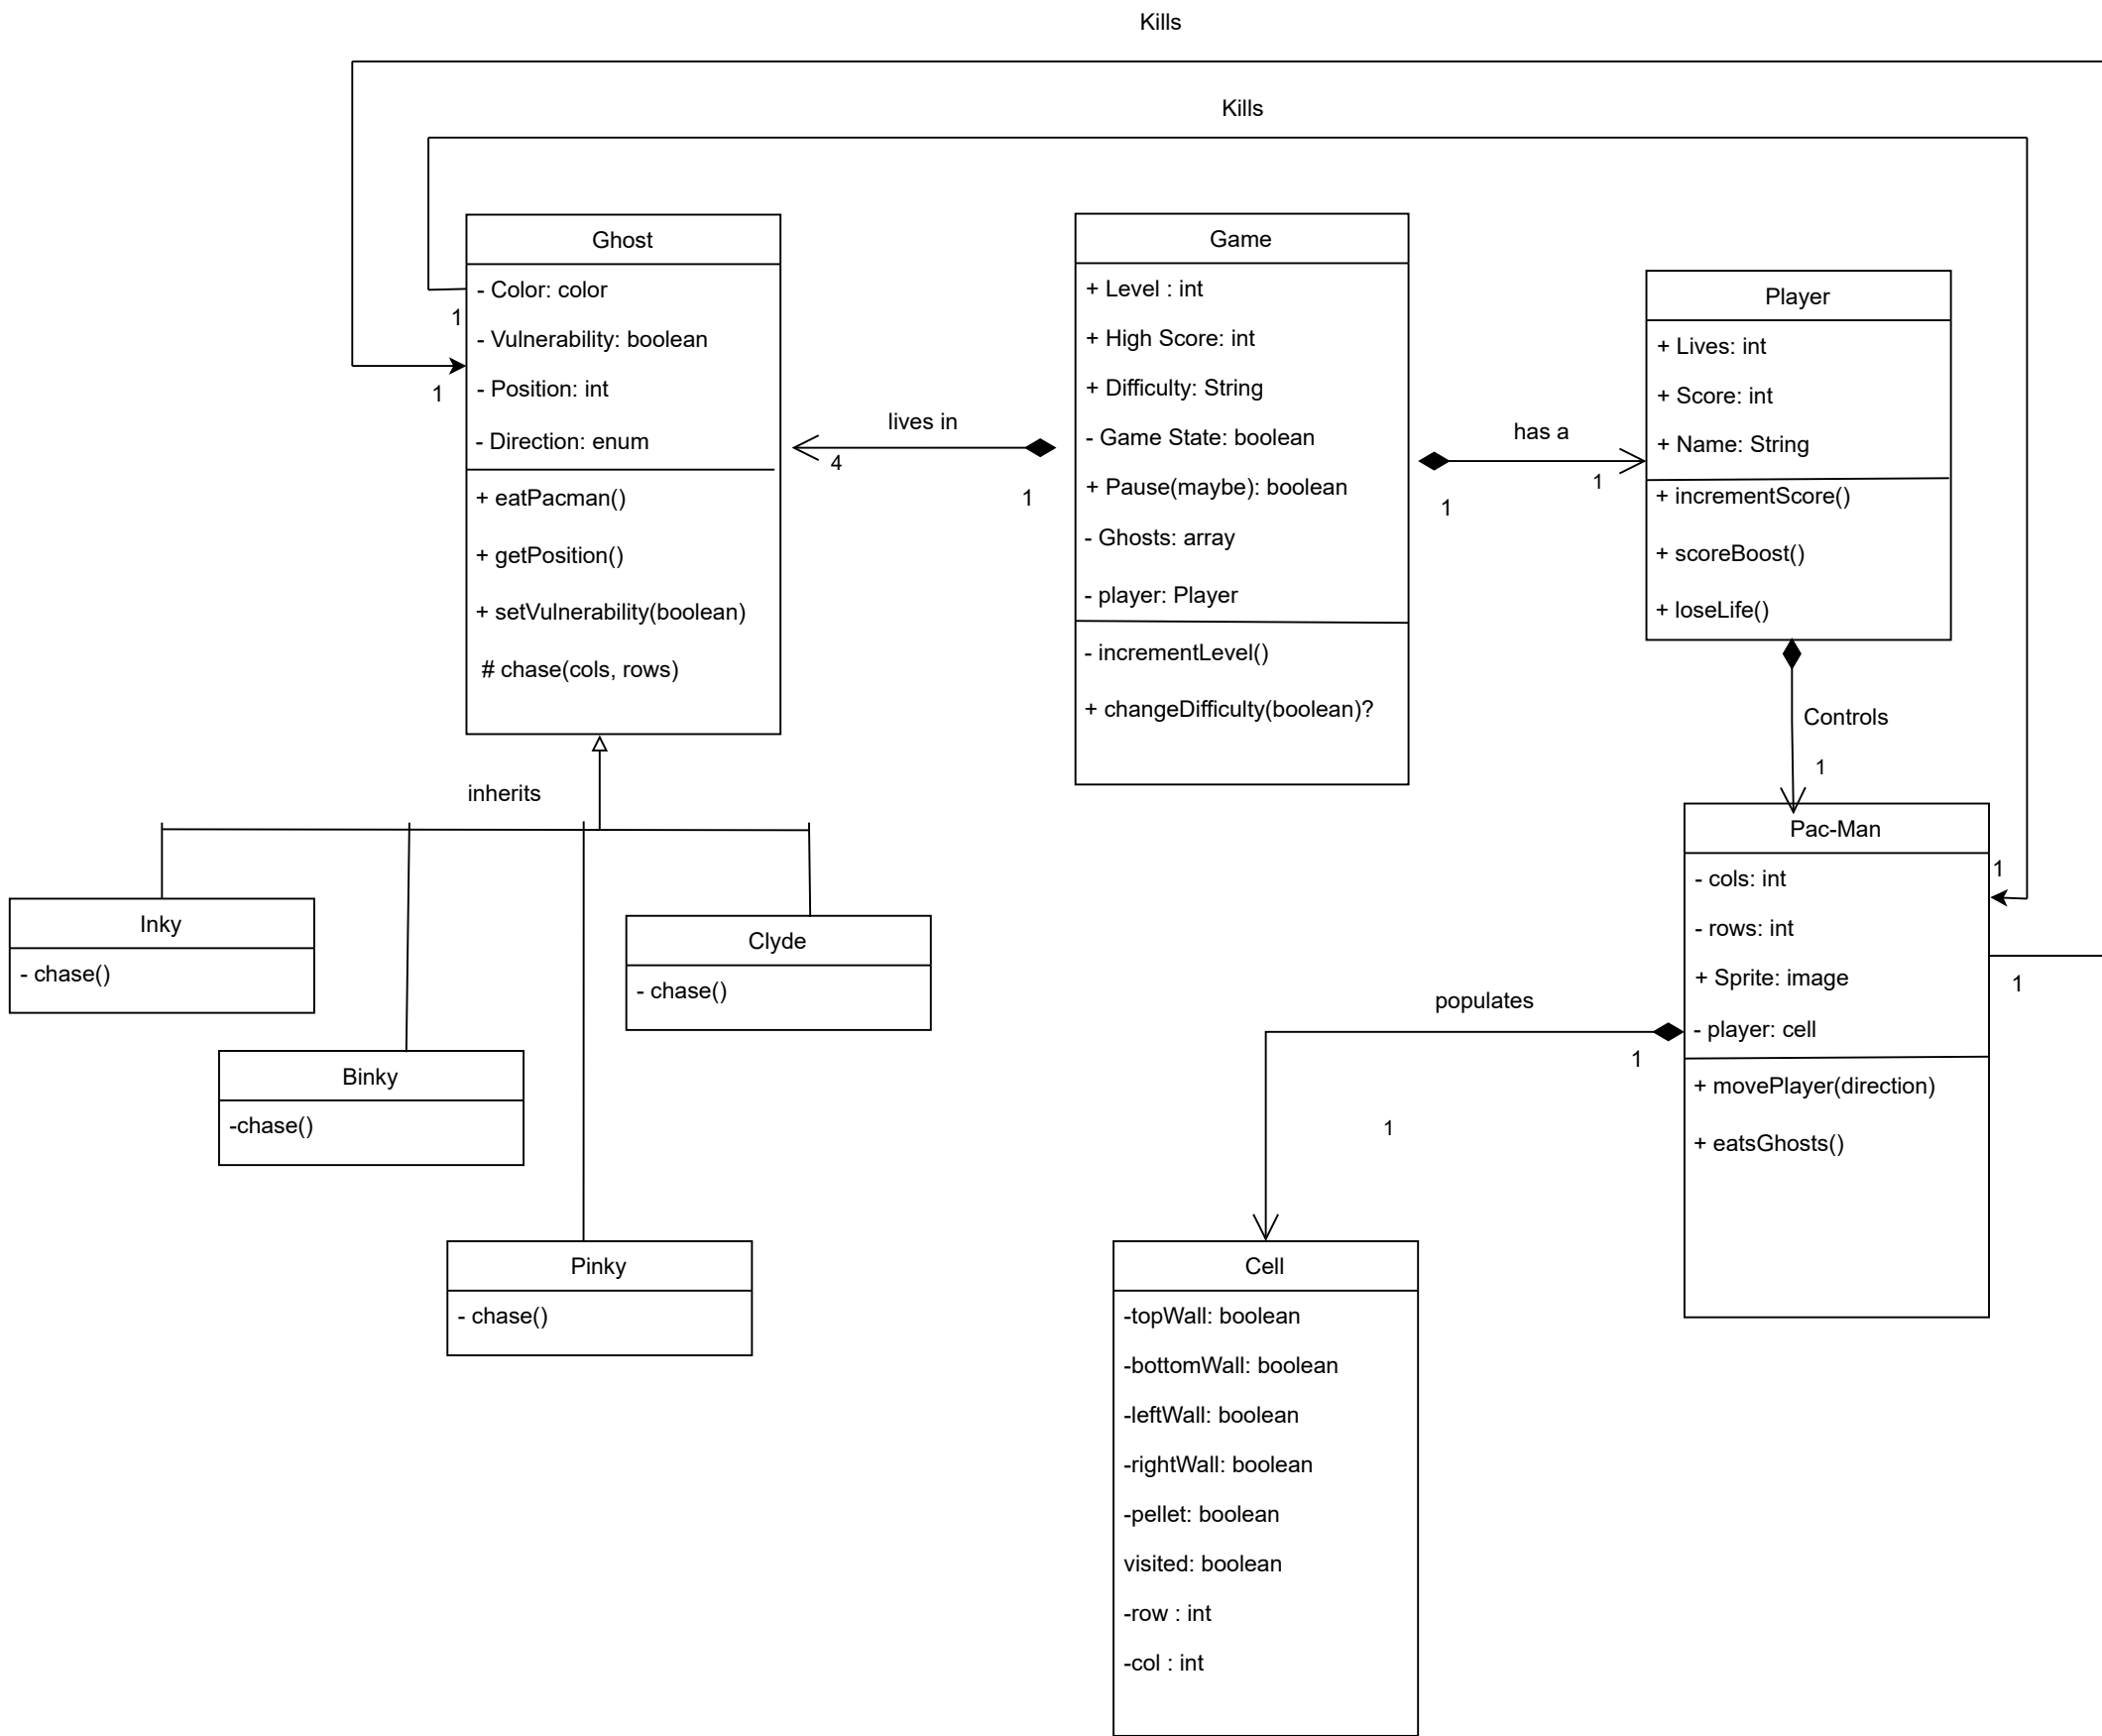 Kills
Kills
Ghost
- Color: color
1
- Vulnerability: boolean
- Position: int
1
- Direction: enum
+ eatPacman()
+ getPosition()
+ setVulnerability(boolean)
# chase(cols, rows)
lives in
4
1
Game
+ Level : int
+ High Score: int
+ Difficulty: String
- Game State: boolean
+ Pause(maybe): boolean
- Ghosts: array
- player: Player
- incrementLevel()
+ changeDifficulty(boolean)?
has a
1
1
Player
+ Lives: int
+ Score: int
+ Name: String
+ incrementScore()
+ scoreBoost()
+ loseLife()
Controls
1
inherits
Inky
- chase()
Binky
-chase()
Pinky
- chase()
Clyde
- chase()
Pac-Man
1
- cols: int
- rows: int
+ Sprite: image
1
- player: cell
+ movePlayer(direction)
+ eatsGhosts()
populates
1
1
Cell
-topWall: boolean
-bottomWall: boolean
-leftWall: boolean
-rightWall: boolean
-pellet: boolean
visited: boolean
-row : int
-col : int